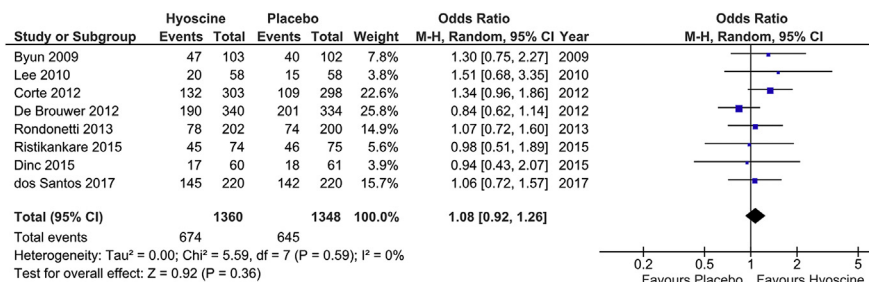 Hyoscine Placebo Odds Ratio Odds Ratio
Study or Subgroup Events Total Events Total Weight M-H, Random, 95% CI Year M-H, Random, 95% CI
Byun 2009 47 103 40 102 7.8% 1.30 [0.75, 2.27] 2009
Lee 2010 20 58 15 58 3.8% 1.51 [0.68, 3.35] 2010
Corte 2012 132 303 109 298 22.6% 1.34 [0.96, 1.86] 2012
De Brouwer 2012 190 340 201 334 25.8% 0.84 [0.62, 1.14] 2012
Rondonetti 2013 78 202 74 200 14.9% 1.07 [0.72, 1.60] 2013
Ristikankare 2015 45 74 46 75 5.6% 0.98 [0.51, 1.89] 2015
Dinc 2015 17 60 18 61 3.9% 0.94 [0.43, 2.07] 2015
dos Santos 2017 145 220 142 220 15.7% 1.06 [0.72, 1.57] 2017
Total (95% CI) 1360 1348 100.0% 1.08 [0.92, 1.26]
Total events 674 645
Heterogeneity: Tau² = 0.00; Chi² = 5.59, df = 7 (P = 0.59); I² = 0%
Test for overall effect: Z = 0.92 (P = 0.36)
0.2 0.5 1 2 5
Favours Placebo Favours Hyoscine